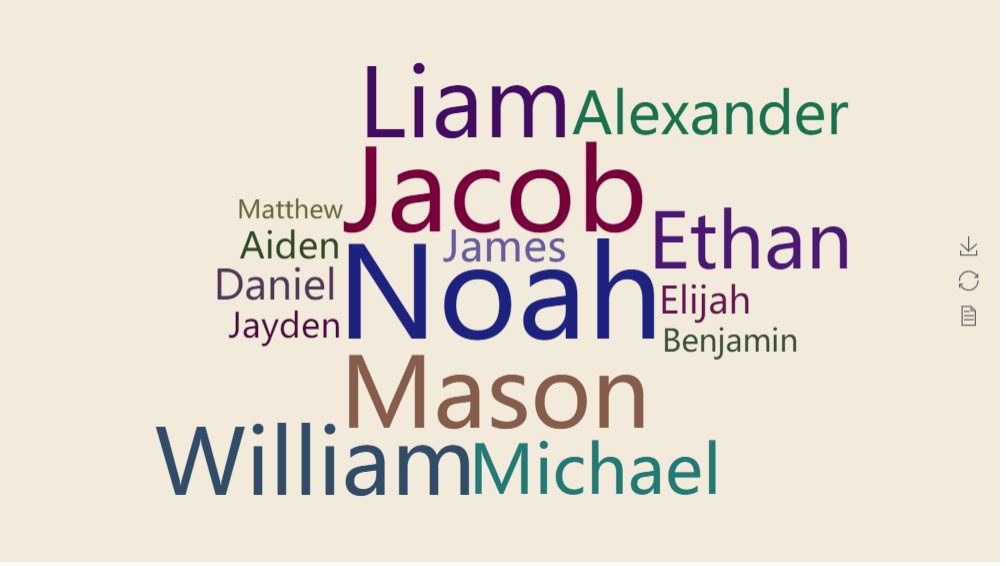 Liam
Alexander
Jacob
Matthew
Ethan
Aiden
James
Daniel
Noah
Elijah
Jayden
Benjamin
Mason
William
Michael